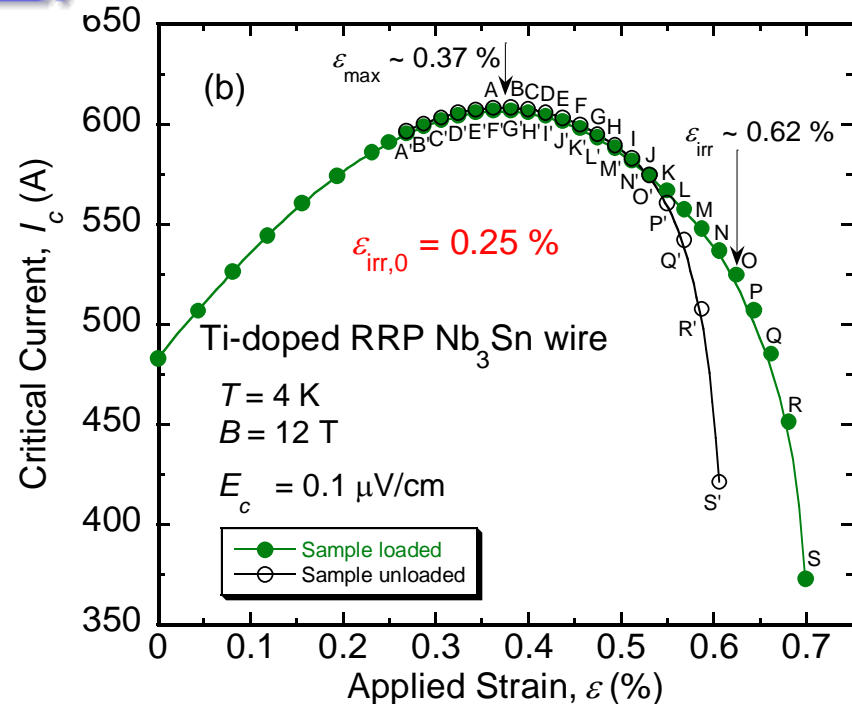 650
600
550
500
450
400
350
Critical Current, I_c (A)
(b)
ε_max ~ 0.37 %
A B C D E F G H I J K L M N O P Q R S
A' B' C' D' E' F' G' H' I' J' K' L' M' N' O' P' Q' R' S'
ε_irr ~ 0.62 %
ε_irr,0 = 0.25 %
Ti-doped RRP Nb₃Sn wire
T = 4 K
B = 12 T
E_c = 0.1 μV/cm
Sample loaded
Sample unloaded
0 0.1 0.2 0.3 0.4 0.5 0.6 0.7
Applied Strain, ε (%)